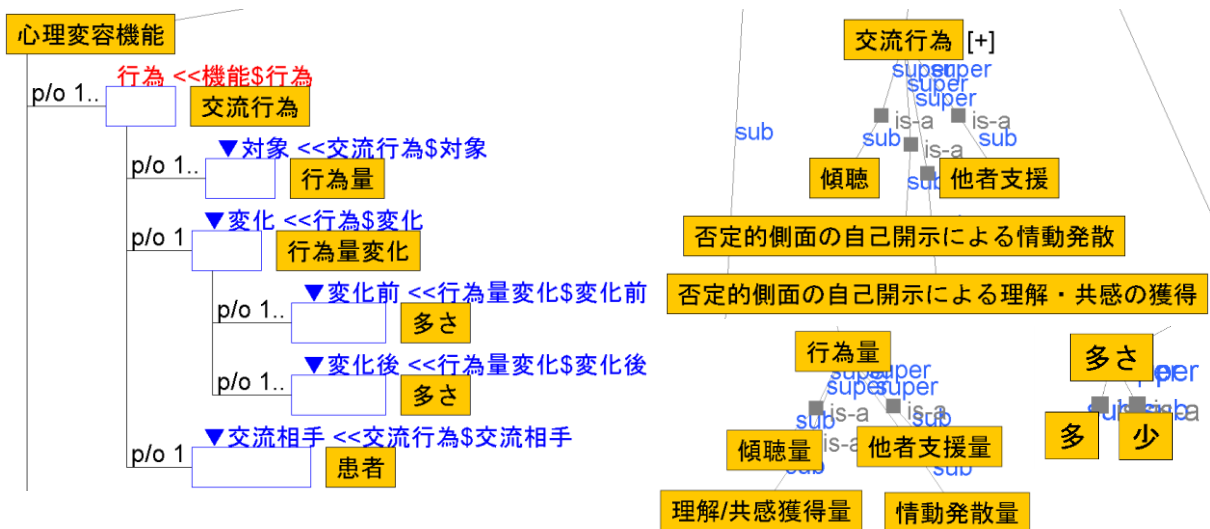 心理変容機能
行為 <<機能$行為
p/o 1..
交流行為
▼対象 <<交流行為$対象
p/o 1..
行為量
▼変化 <<行為$変化
p/o 1
行為量変化
▼変化前 <<行為量変化$変化前
p/o 1..
多さ
▼変化後 <<行為量変化$変化後
p/o 1..
多さ
▼交流相手 <<交流行為$交流相手
p/o 1
患者
交流行為 [+]
super super
super
super
is-a is-a
sub sub sub
is-a
傾聴 sub 他者支援
否定的側面の自己開示による情動発散
否定的側面の自己開示による理解・共感の獲得
行為量
super
super super
is-a is-a
sub sub
is-a
傾聴量 他者支援量
sub
理解/共感獲得量 情動発散量
多さ
多 少